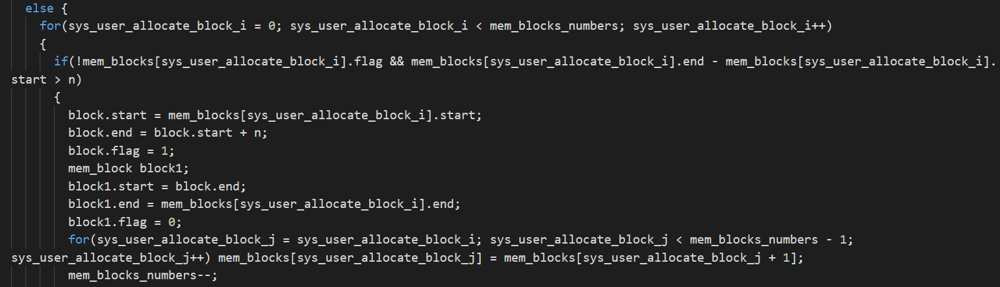 else {
for(sys_user_allocate_block_i = 0; sys_user_allocate_block_i < mem_blocks_numbers; sys_user_allocate_block_i++)
{
if(!mem_blocks[sys_user_allocate_block_i].flag && mem_blocks[sys_user_allocate_block_i].end - mem_blocks[sys_user_allocate_block_i].
start > n)
{
block.start = mem_blocks[sys_user_allocate_block_i].start;
block.end = block.start + n;
block.flag = 1;
mem_block block1;
block1.start = block.end;
block1.end = mem_blocks[sys_user_allocate_block_i].end;
block1.flag = 0;
for(sys_user_allocate_block_j = sys_user_allocate_block_i; sys_user_allocate_block_j < mem_blocks_numbers - 1;
sys_user_allocate_block_j++) mem_blocks[sys_user_allocate_block_j] = mem_blocks[sys_user_allocate_block_j + 1];
mem_blocks_numbers--;